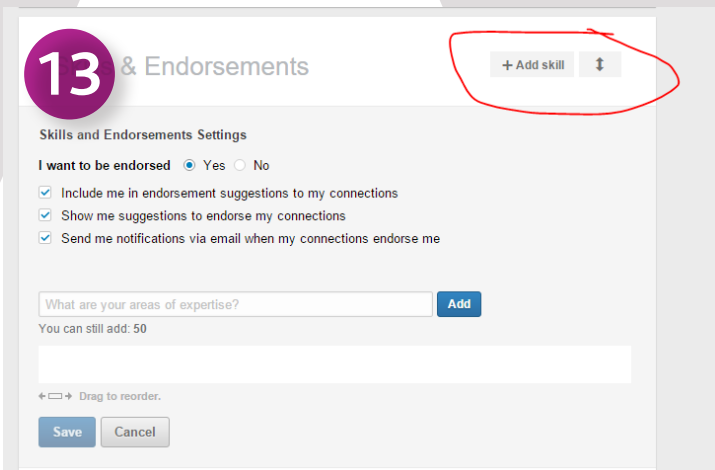 13
& Endorsements
+ Add skill
Skills and Endorsements Settings
I want to be endorsed Yes No
Include me in endorsement suggestions to my connections
Show me suggestions to endorse my connections
Send me notifications via email when my connections endorse me
What are your areas of expertise? Add
You can still add: 50
Drag to reorder.
Save Cancel